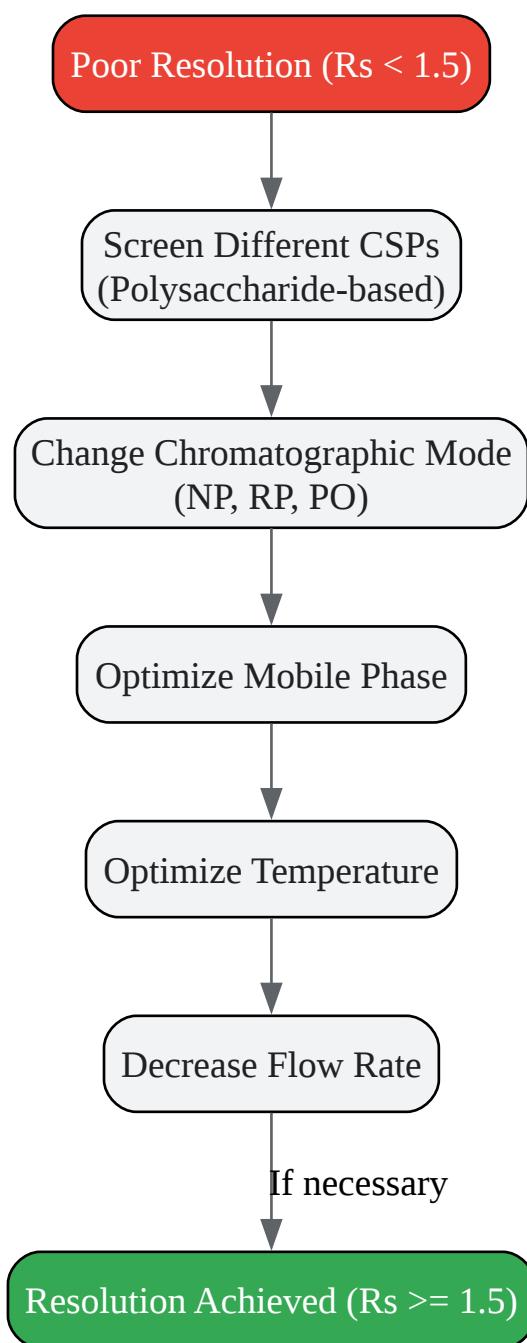 Poor Resolution (Rs < 1.5)
Screen Different CSPs
(Polysaccharide-based)
Change Chromatographic Mode
(NP, RP, PO)
Optimize Mobile Phase
Optimize Temperature
Decrease Flow Rate
If necessary
Resolution Achieved (Rs >= 1.5)